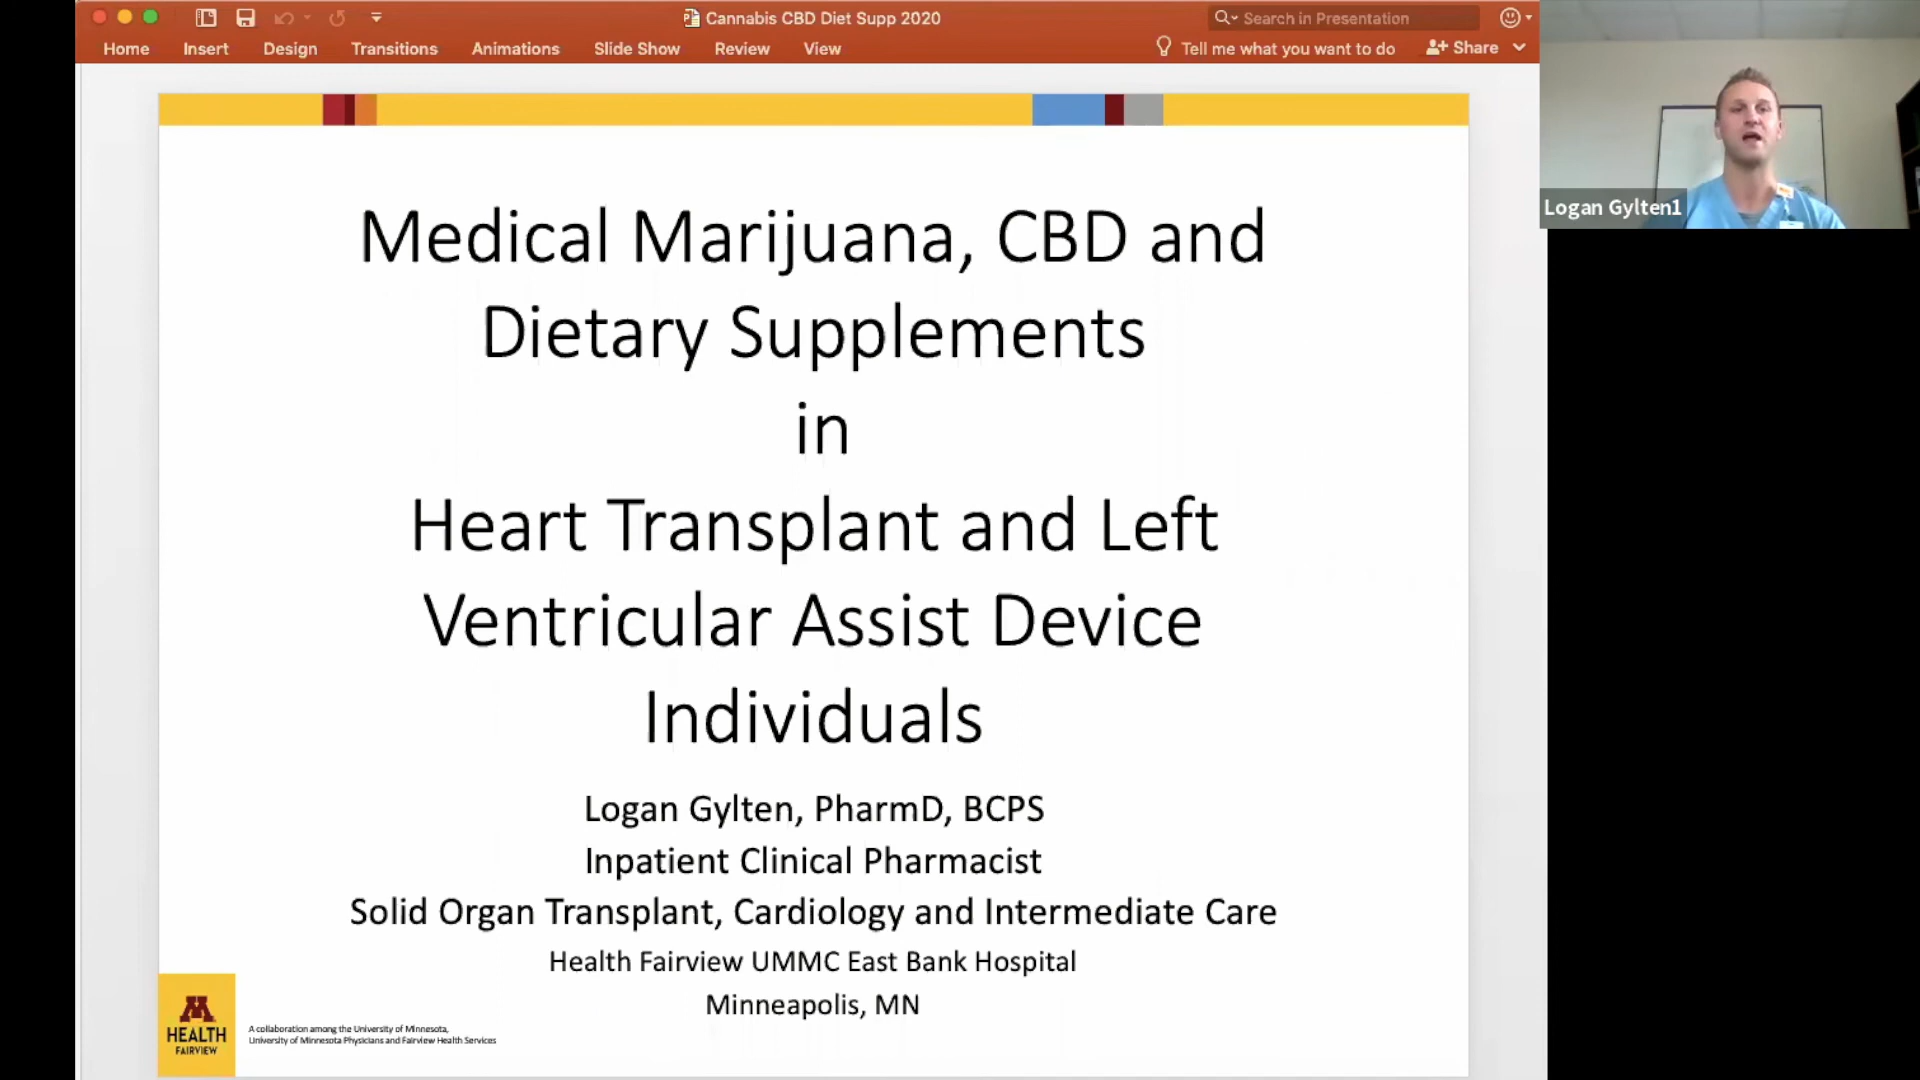 Cannabis CBD Diet Supp 2020
Search in Presentation
Home Insert Design Transitions Animations Slide Show Review View
Tell me what you want to do
Share
Medical Marijuana, CBD and
Dietary Supplements
in
Heart Transplant and Left
Ventricular Assist Device
Individuals
Logan Gylten, PharmD, BCPS
Inpatient Clinical Pharmacist
Solid Organ Transplant, Cardiology and Intermediate Care
Health Fairview UMMC East Bank Hospital
Minneapolis, MN
M
HEALTH
FAIRVIEW
A collaboration among the University of Minnesota,
University of Minnesota Physicians and Fairview Health Services
Logan Gylten1